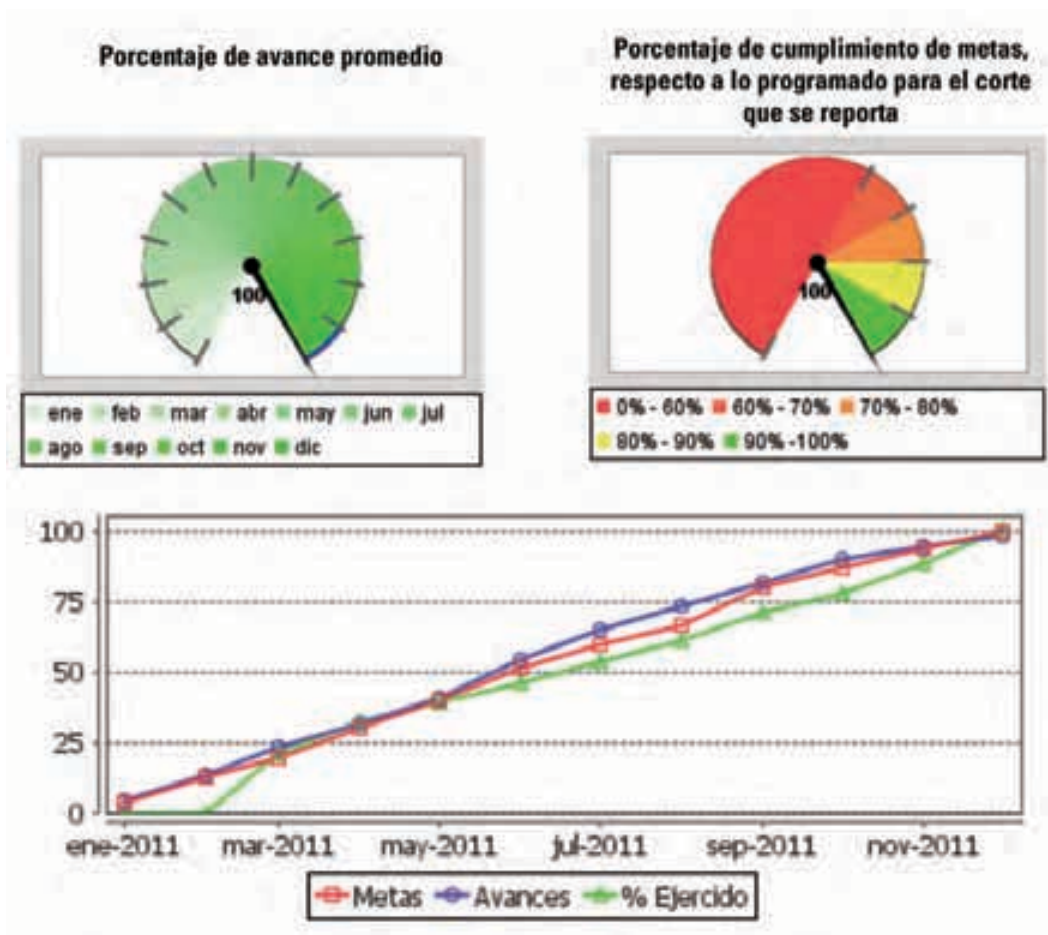 Porcentaje de avance promedio
Porcentaje de cumplimiento de metas,
respecto a lo programado para el corte
que se reporta
100
100
ene feb mar abr may jun jul
ago sep oct nov dic
0% - 60% 60% - 70% 70% - 80%
80% - 90% 90% -100%
100
75
50
25
0
ene-2011 mar-2011 may-2011 jul-2011 sep-2011 nov-2011
Metas Avances % Ejercido